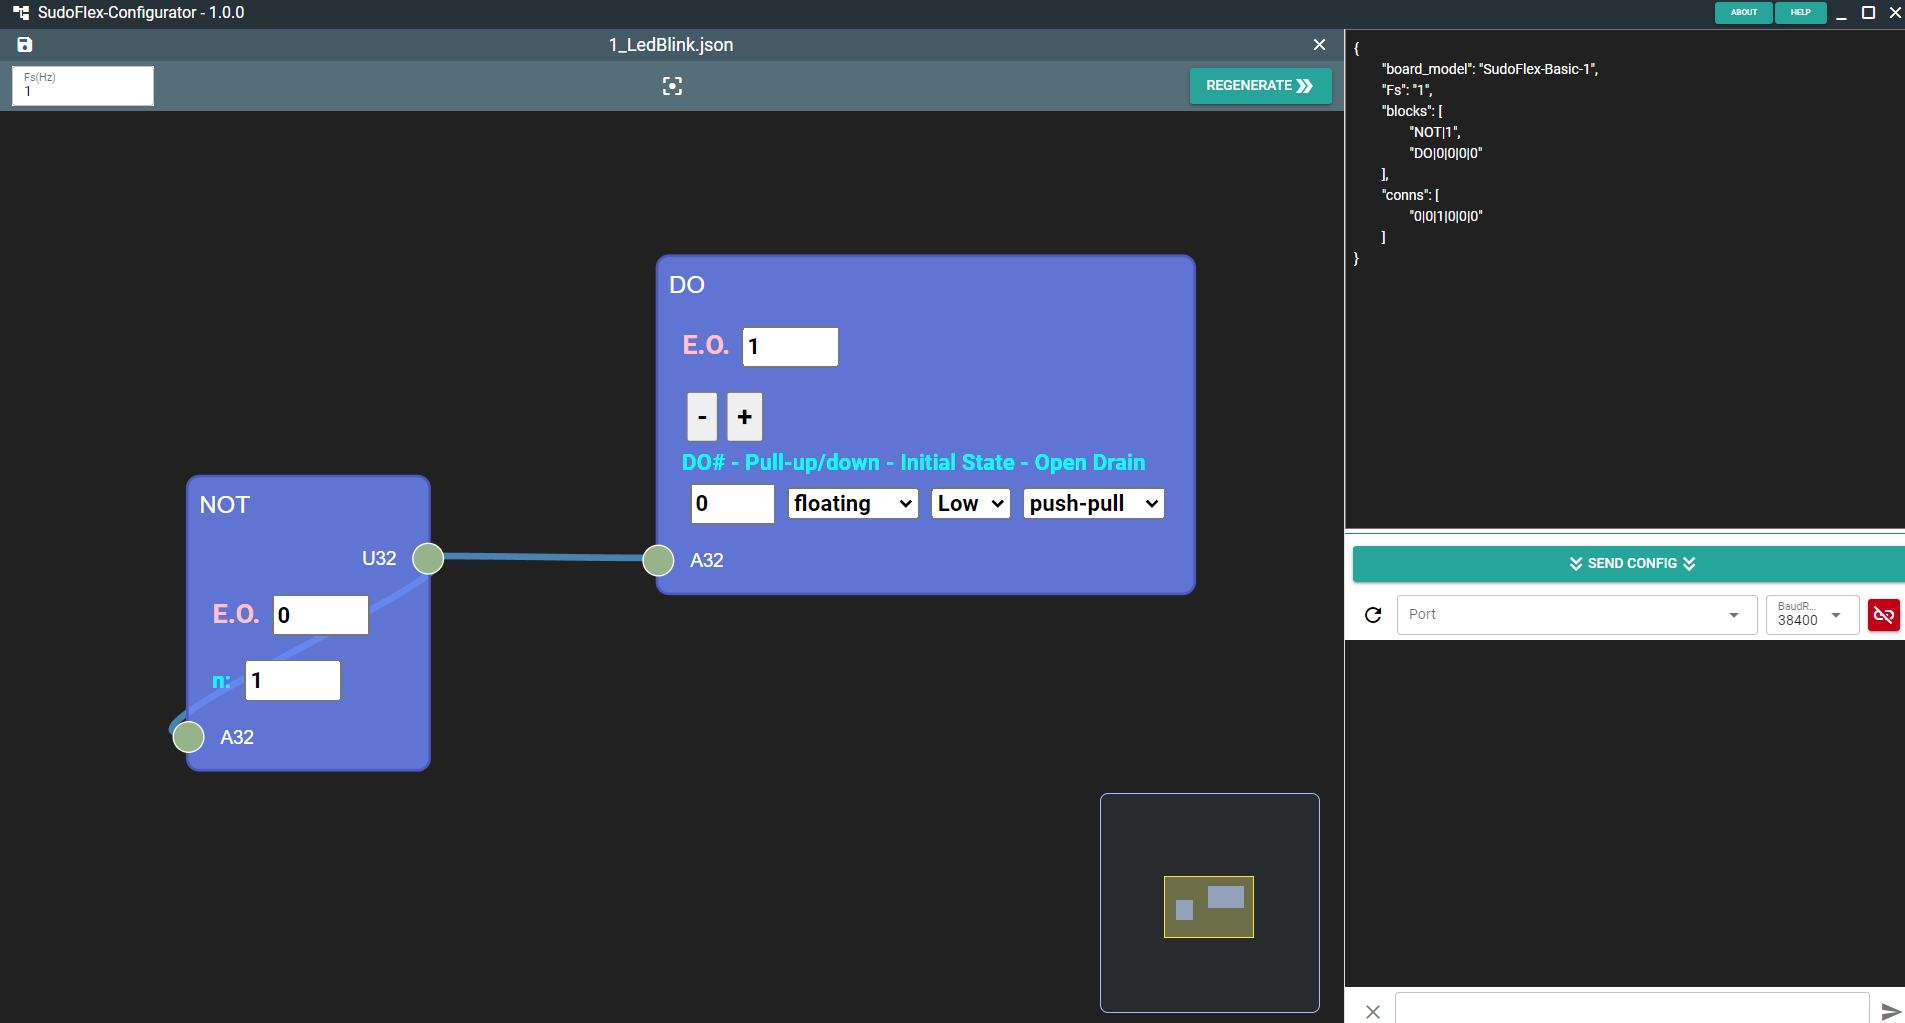 SudoFlex-Configurator - 1.0.0
ABOUT
HELP
1_LedBlink.json
Fs(Hz)
1
REGENERATE
DO
E.O. 1
- +
DO# - Pull-up/down - Initial State - Open Drain
0 floating Low push-pull
A32
NOT
U32
E.O. 0
n: 1
A32
{
"board_model": "SudoFlex-Basic-1",
"Fs": "1",
"blocks": [
"NOT|1",
"DO|0|0|0|0"
],
"conns": [
"0|0|1|0|0|0"
]
}
SEND CONFIG
Port
BaudR...
38400